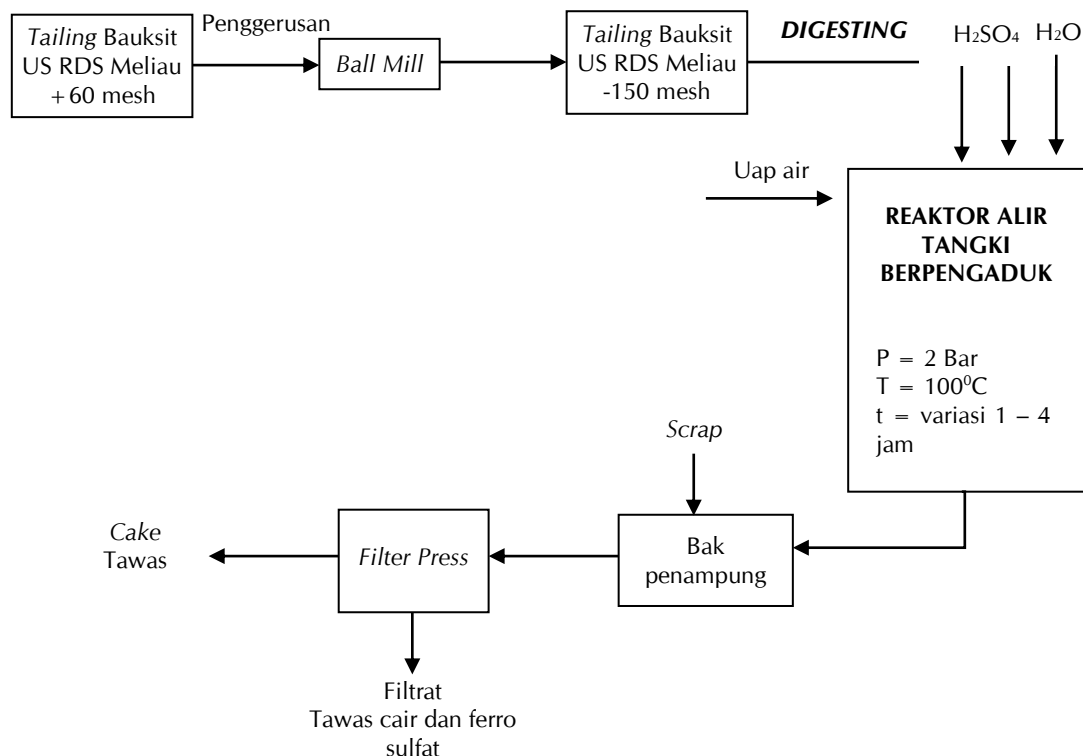 Tailing Bauksit
US RDS Meliau
+60 mesh
Penggerusan
Ball Mill
Tailing Bauksit
US RDS Meliau
-150 mesh
DIGESTING
H₂SO₄
H₂O
Uap air
REAKTOR ALIR
TANGKI
BERPENGADUK
P = 2 Bar
T = 100⁰C
t = variasi 1 – 4
jam
Scrap
Bak
penampung
Filter Press
Cake
Tawas
Filtrat
Tawas cair dan ferro
sulfat